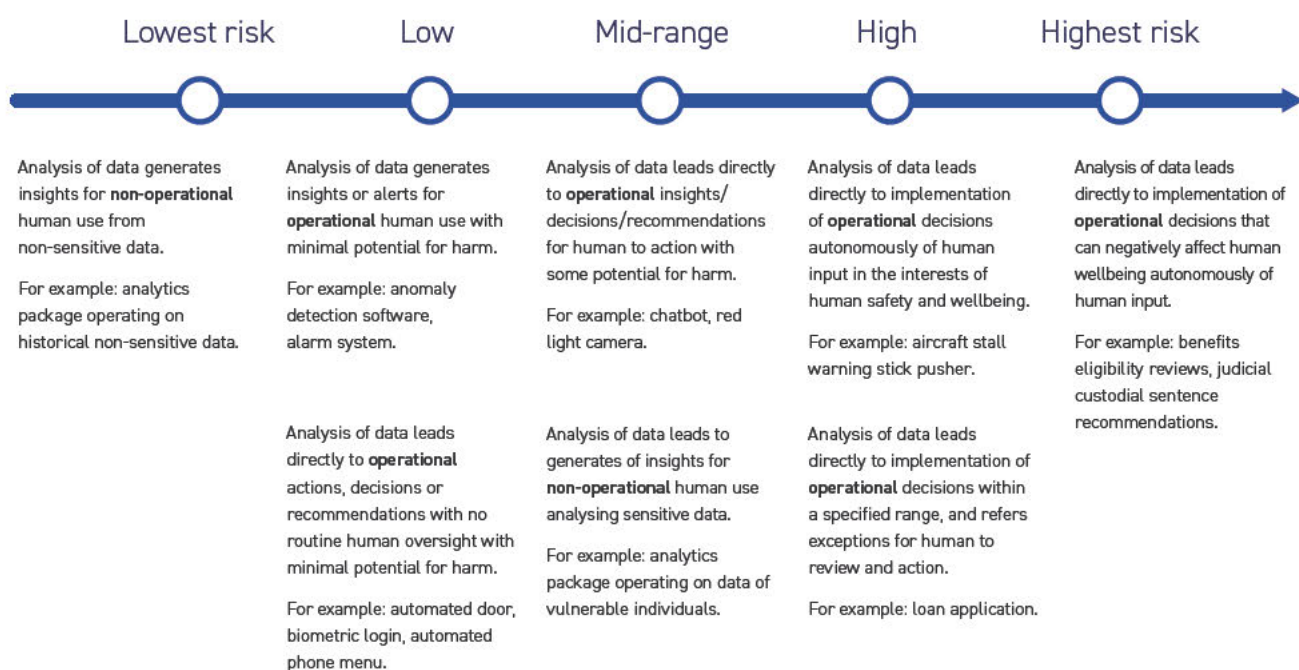 Lowest risk
Low
Mid-range
High
Highest risk
Analysis of data generates
insights for non-operational
human use from
non-sensitive data.
For example: analytics
package operating on
historical non-sensitive data.
Analysis of data generates
insights or alerts for
operational human use with
minimal potential for harm.
For example: anomaly
detection software,
alarm system.
Analysis of data leads
directly to operational
actions, decisions or
recommendations with no
routine human oversight with
minimal potential for harm.
For example: automated door,
biometric login, automated
phone menu.
Analysis of data leads directly
to operational insights/
decisions/recommendations
for human to action with
some potential for harm.
For example: chatbot, red
light camera.
Analysis of data leads to
generates of insights for
non-operational human use
analysing sensitive data.
For example: analytics
package operating on data of
vulnerable individuals.
Analysis of data leads
directly to implementation
of operational decisions
autonomously of human
input in the interests of
human safety and wellbeing.
For example: aircraft stall
warning stick pusher.
Analysis of data leads
directly to implementation of
operational decisions within
a specified range, and refers
exceptions for human to
review and action.
For example: loan application.
Analysis of data leads
directly to implementation of
operational decisions that
can negatively affect human
wellbeing autonomously of
human input.
For example: benefits
eligibility reviews, judicial
custodial sentence
recommendations.